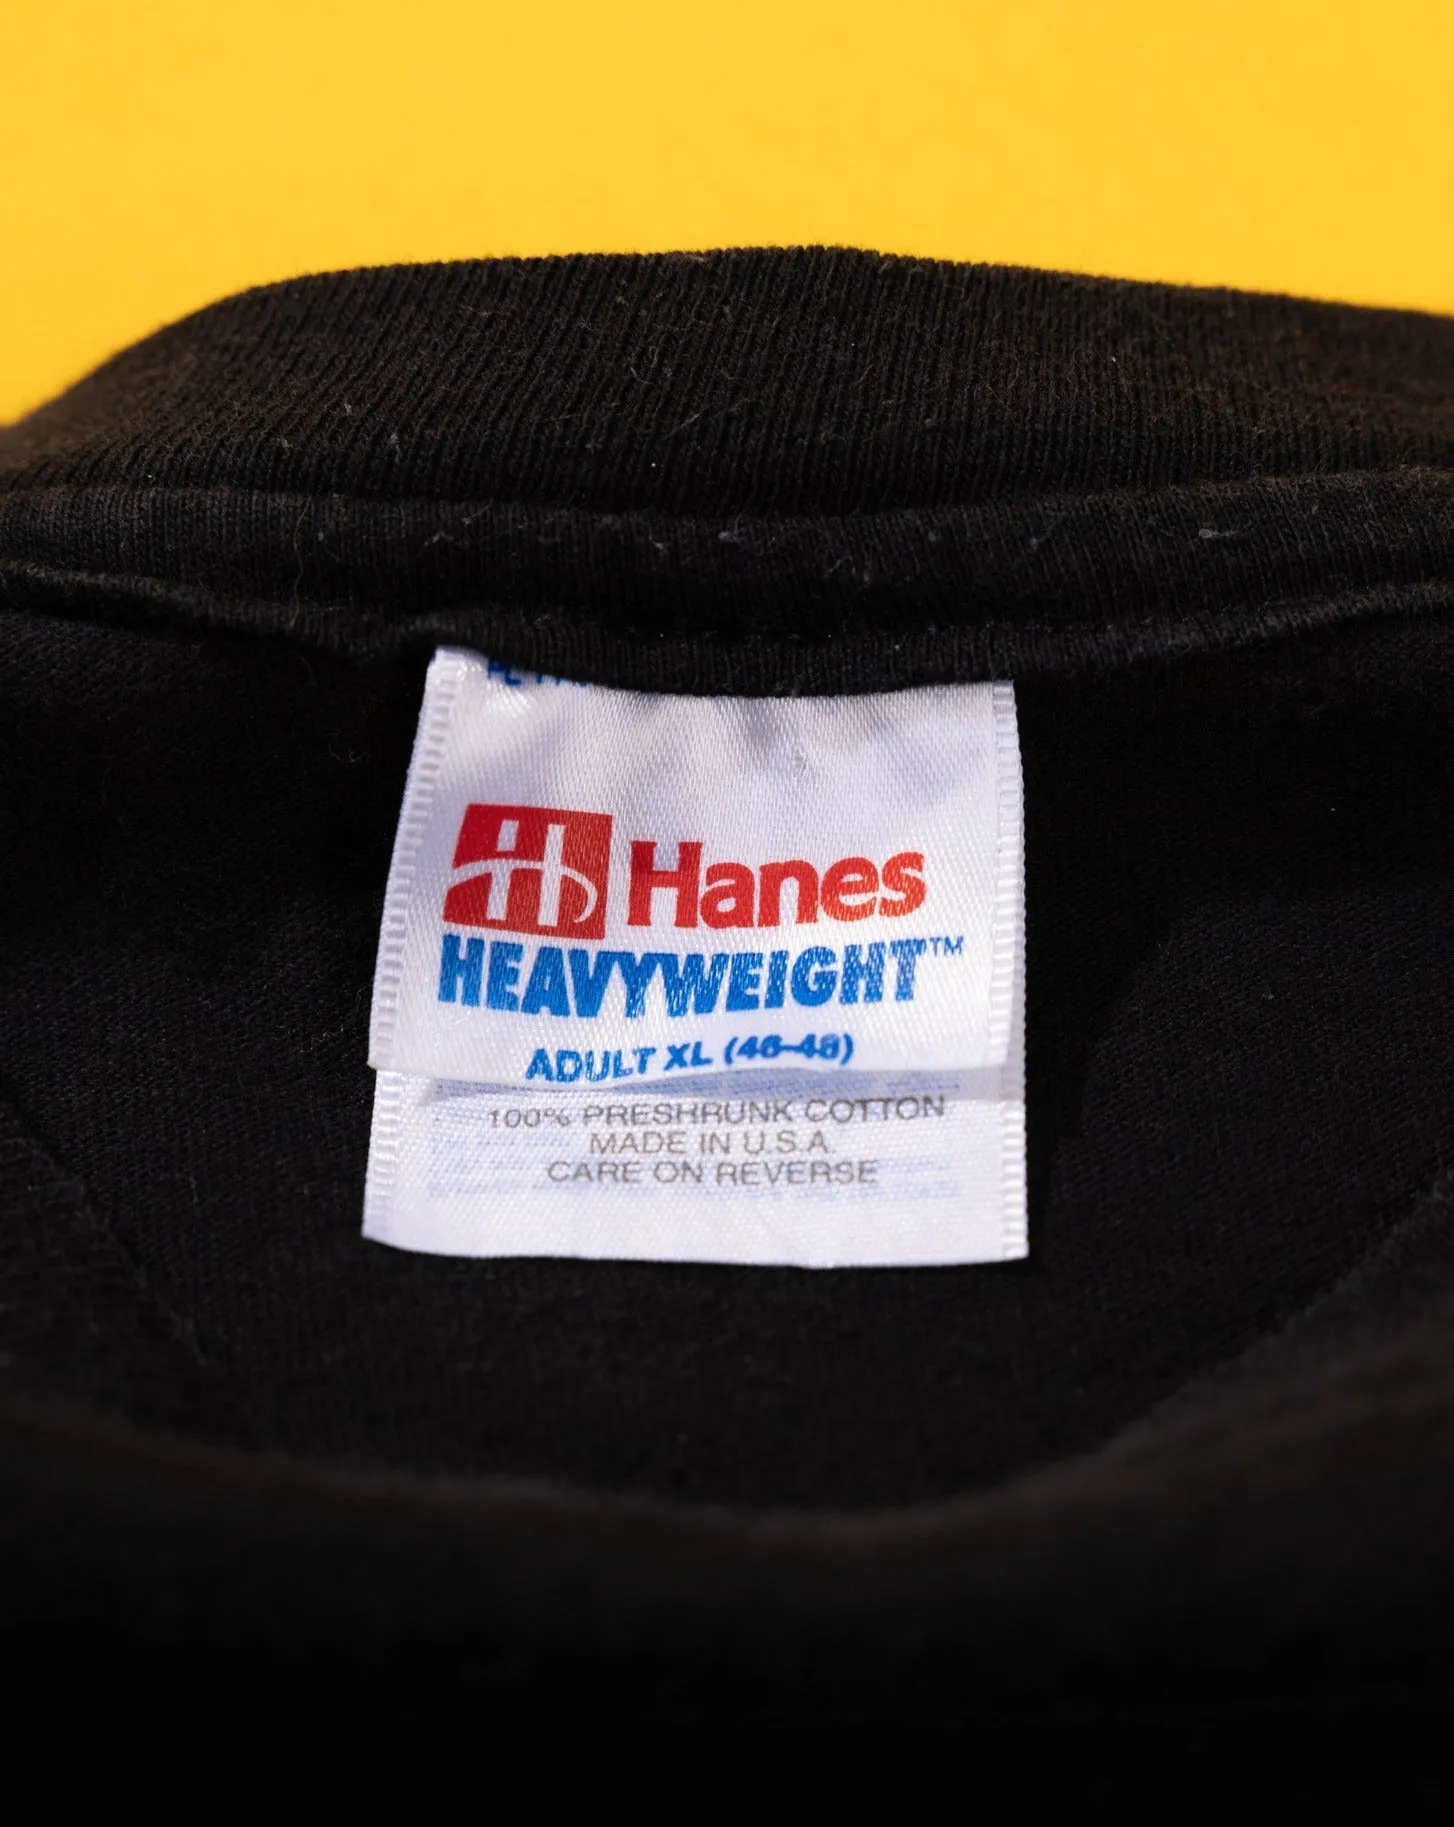 Hanes
HEAVYWEIGHT™
ADULT XL (46-48)
100% PRESHRUNK COTTON
MADE IN U.S.A.
CARE ON REVERSE